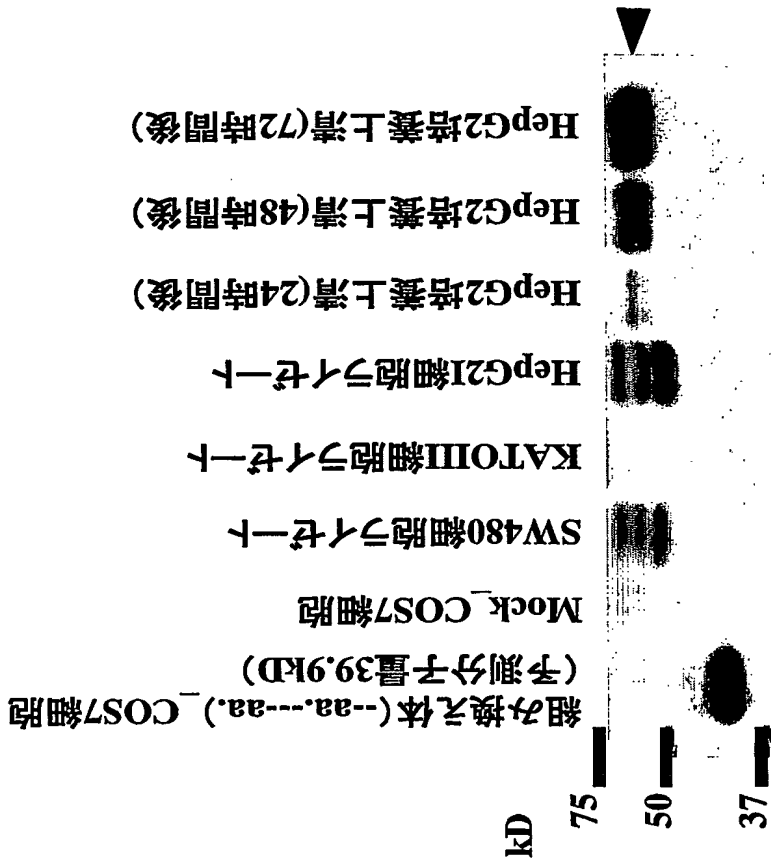 kD
75
50
37
組み換え体(--aa.---aa.)_COS7細胞
(予測分子量39.9kD)
Mock_COS7細胞
SW480細胞ライゼート
KATOIII細胞ライゼート
HepG2I細胞ライゼート
HepG2培養上清(24時間後)
HepG2培養上清(48時間後)
HepG2培養上清(72時間後)